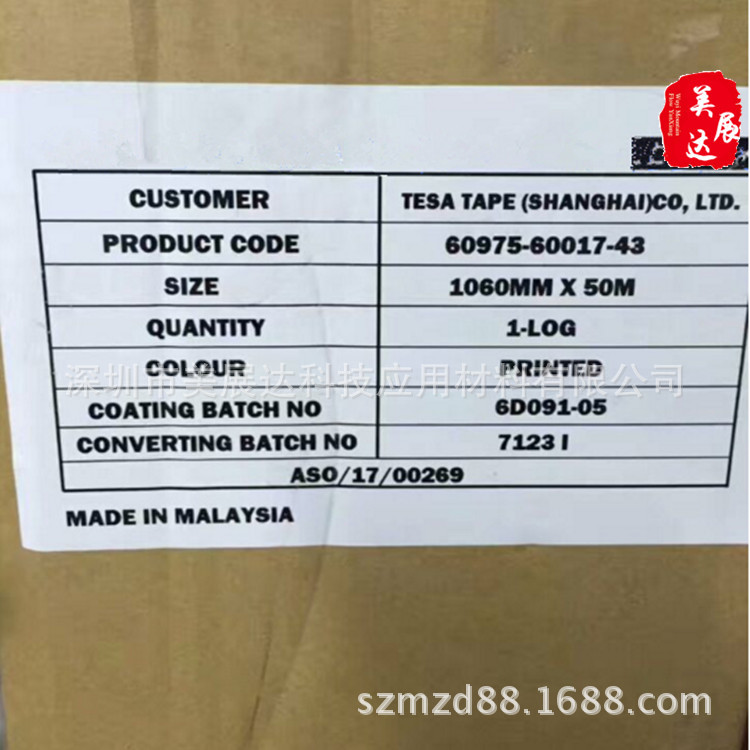 美展达
Wuyi Mountain
CUSTOMER TESA TAPE (SHANGHAI)CO, LTD.
PRODUCT CODE 60975-60017-43
SIZE 1060MM X 50M
QUANTITY 1-LOG
COLOUR PRINTED
深圳市美展达科技应用材料有限公司
COATING BATCH NO 6D091-05
CONVERTING BATCH NO 7123 I
ASO/17/00269
MADE IN MALAYSIA
szmzd88.1688.com